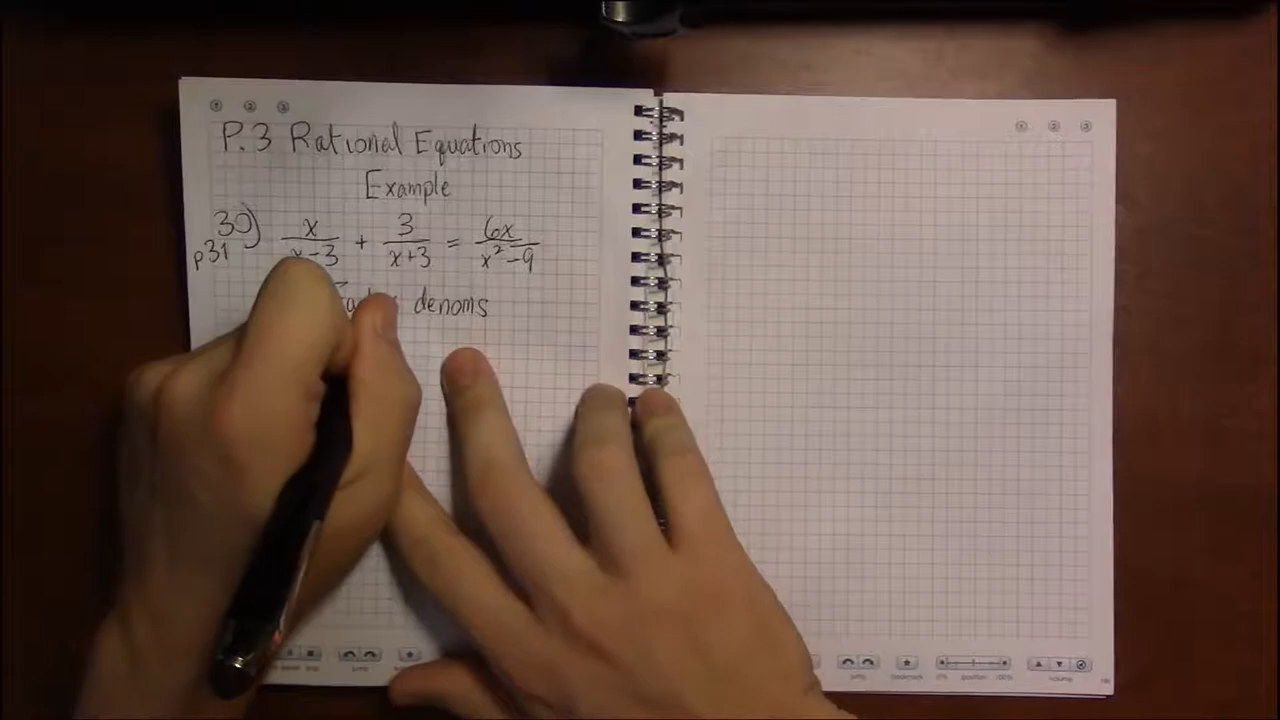 P.3 Rational Equations
Example
30) x/x-3 + 3/x+3 = 6x/x²-9
p31
denoms